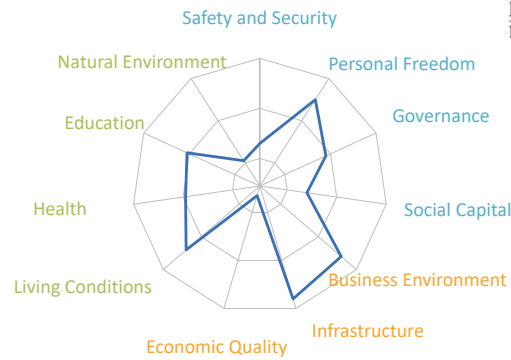 Safety and Security
Natural Environment
Personal Freedom
Education
Governance
Health
Social Capital
Living Conditions
Business Environment
Economic Quality
Infrastructure